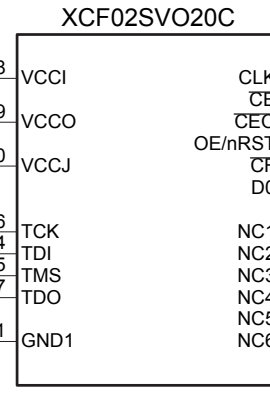 XCF02SVO20C
VCCI
VCCO
VCCJ
TCK
TDI
TMS
TDO
GND1
CLK
CE
CEO
OE/nRST
CF
D0
NC1
NC2
NC3
NC4
NC5
NC6